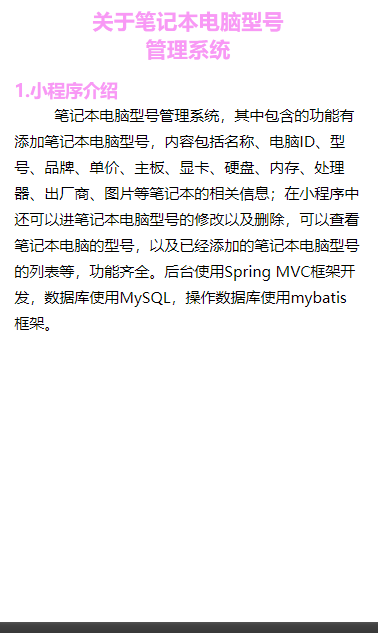 关于笔记本电脑型号
管理系统
1.小程序介绍
笔记本电脑型号管理系统，其中包含的功能有
添加笔记本电脑型号，内容包括名称、电脑ID、型
号、品牌、单价、主板、显卡、硬盘、内存、处理
器、出厂商、图片等笔记本的相关信息；在小程序中
还可以进笔记本电脑型号的修改以及删除，可以查看
笔记本电脑的型号，以及已经添加的笔记本电脑型号
的列表等，功能齐全。后台使用Spring MVC框架开
发，数据库使用MySQL，操作数据库使用mybatis
框架。